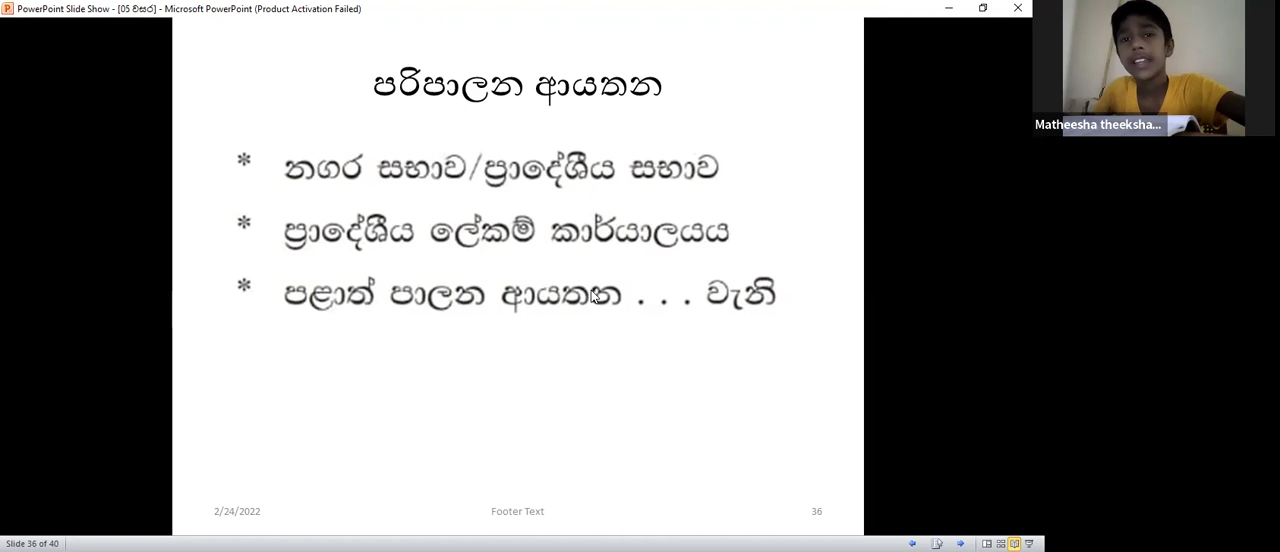 PowerPoint Slide Show - [05 වසර] - Microsoft PowerPoint (Product Activation Failed)
Matheesha theeksha...
පරිපාලන ආයතන
* නගර සභාව/ප්‍රාදේශීය සභාව
* ප්‍රාදේශීය ලේකම් කාර්යාලයය
* පළාත් පාලන ආයතන . . . වැනි
2/24/2022 Footer Text 36
Slide 36 of 40